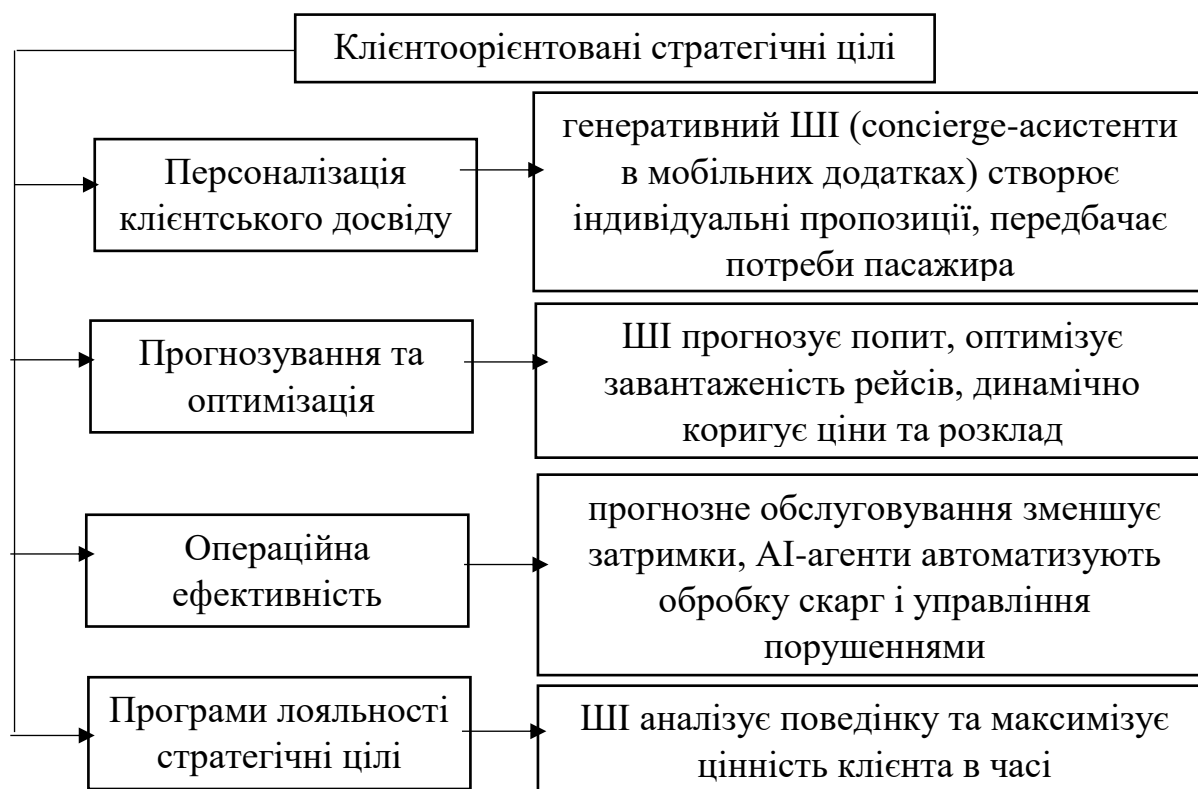 Клієнтоорієнтовані стратегічні цілі
Персоналізація
клієнтського досвіду
генеративний ШІ (concierge-асистенти
в мобільних додатках) створює
індивідуальні пропозиції, передбачає
потреби пасажира
Прогнозування та
оптимізація
ШІ прогнозує попит, оптимізує
завантаженість рейсів, динамічно
коригує ціни та розклад
Операційна
ефективність
прогнозне обслуговування зменшує
затримки, AI-агенти автоматизують
обробку скарг і управління
порушеннями
Програми лояльності
стратегічні цілі
ШІ аналізує поведінку та максимізує
цінність клієнта в часі